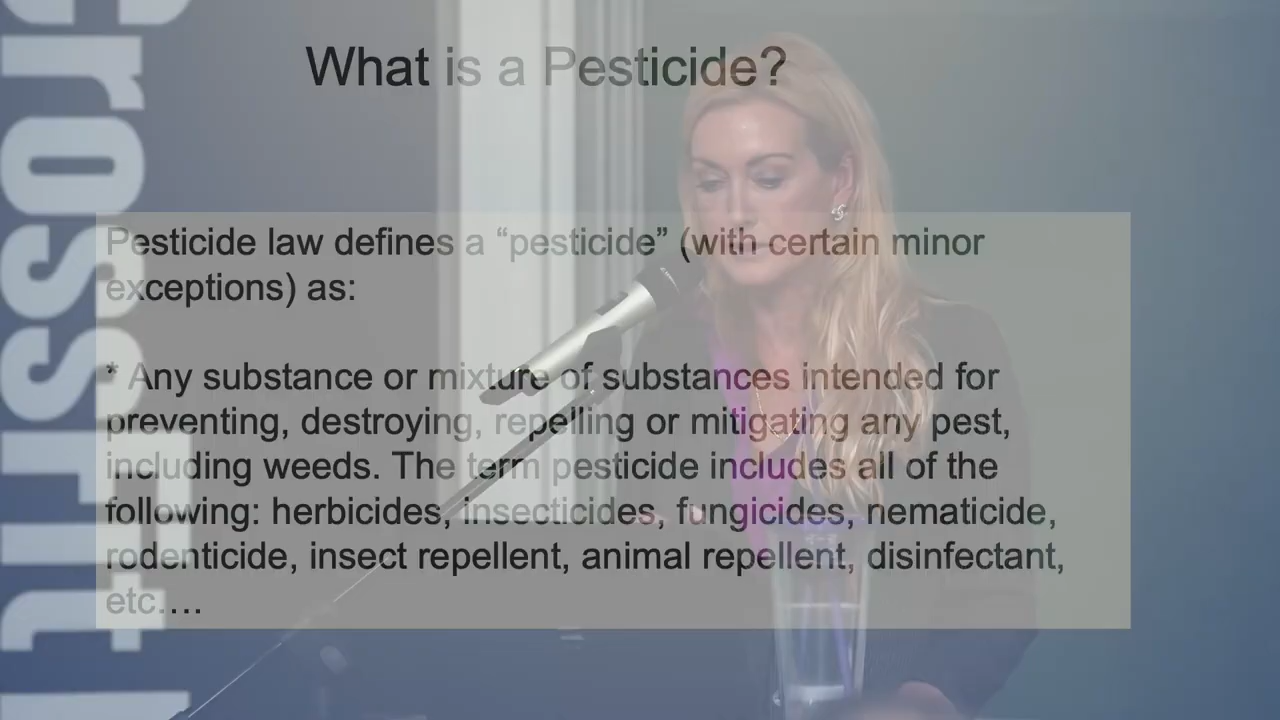 What is a Pesticide?
Pesticide law defines a “pesticide” (with certain minor
exceptions) as:
* Any substance or mixture of substances intended for
preventing, destroying, repelling or mitigating any pest,
including weeds. The term pesticide includes all of the
following: herbicides, insecticides, fungicides, nematicide,
rodenticide, insect repellent, animal repellent, disinfectant,
etc….
CrossFit